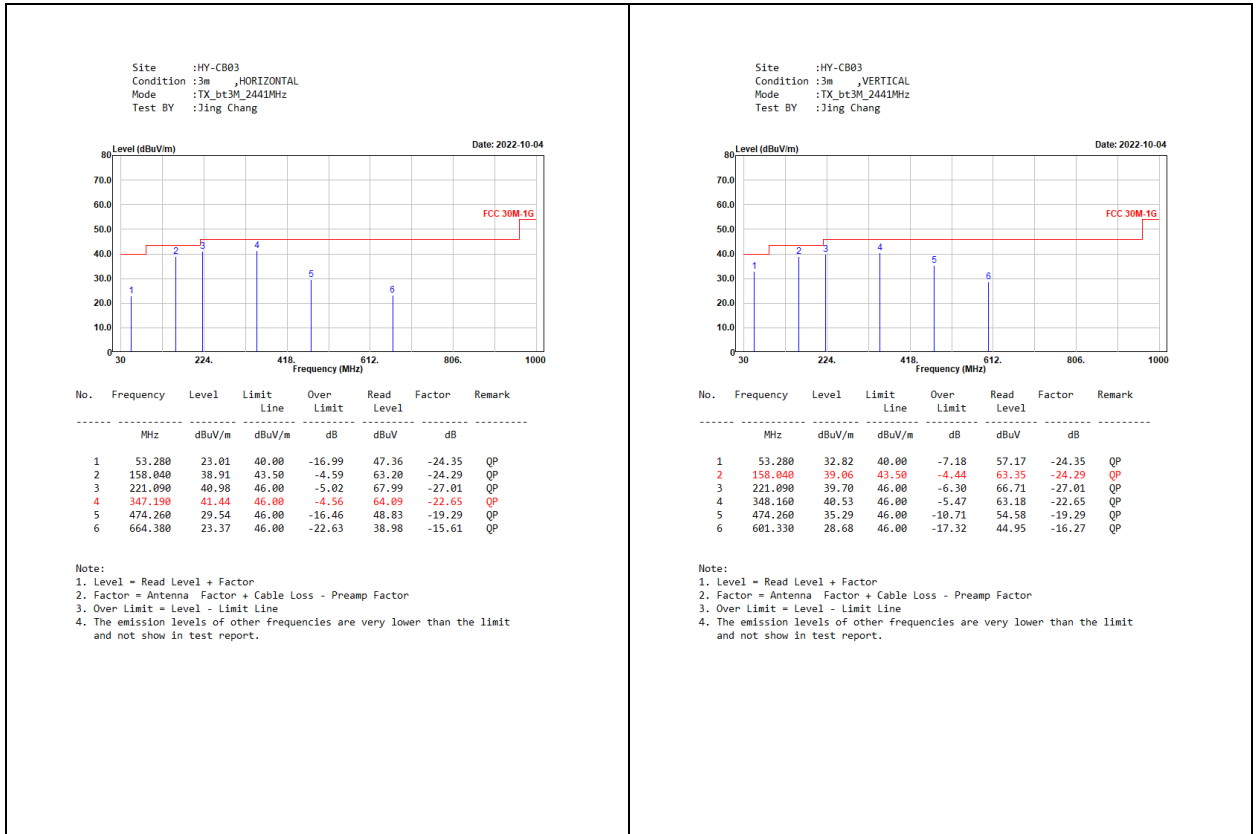 Site      :HY-CB03
Condition :3m    ,HORIZONTAL
Mode      :TX_bt3M_2441MHz
Test BY   :Jing Chang
Level (dBuV/m)
Date: 2022-10-04
80
70.0
60.0
50.0
40.0
30.0
20.0
10.0
0
FCC 30M-1G
1
2
3
4
5
6
30 224. 418. 612. 806. 1000
Frequency (MHz)
No. Frequency Level Limit Over Read Factor Remark
Line Limit Level
------ ---------- -------- ------- -------- -------- -------- ---------
MHz dBuV/m dBuV/m dB dBuV dB
1 53.280 23.01 40.00 -16.99 47.36 -24.35 QP
2 158.040 38.91 43.50 -4.59 63.20 -24.29 QP
3 221.090 40.98 46.00 -5.02 67.99 -27.01 QP
4 347.190 41.44 46.00 -4.56 64.09 -22.65 QP
5 474.260 29.54 46.00 -16.46 48.83 -19.29 QP
6 664.380 23.37 46.00 -22.63 38.98 -15.61 QP
Note:
1. Level = Read Level + Factor
2. Factor = Antenna  Factor + Cable Loss - Preamp Factor
3. Over Limit = Level - Limit Line
4. The emission levels of other frequencies are very lower than the limit
and not show in test report.
Site      :HY-CB03
Condition :3m    ,VERTICAL
Mode      :TX_bt3M_2441MHz
Test BY   :Jing Chang
Level (dBuV/m)
Date: 2022-10-04
80
70.0
60.0
50.0
40.0
30.0
20.0
10.0
0
FCC 30M-1G
1
2
3
4
5
6
30 224. 418. 612. 806. 1000
Frequency (MHz)
No. Frequency Level Limit Over Read Factor Remark
Line Limit Level
------ ---------- -------- ------- -------- -------- -------- ---------
MHz dBuV/m dBuV/m dB dBuV dB
1 53.280 32.82 40.00 -7.18 57.17 -24.35 QP
2 158.040 39.06 43.50 -4.44 63.35 -24.29 QP
3 221.090 39.70 46.00 -6.30 66.71 -27.01 QP
4 348.160 40.53 46.00 -5.47 63.18 -22.65 QP
5 474.260 35.29 46.00 -10.71 54.58 -19.29 QP
6 601.330 28.68 46.00 -17.32 44.95 -16.27 QP
Note:
1. Level = Read Level + Factor
2. Factor = Antenna  Factor + Cable Loss - Preamp Factor
3. Over Limit = Level - Limit Line
4. The emission levels of other frequencies are very lower than the limit
and not show in test report.